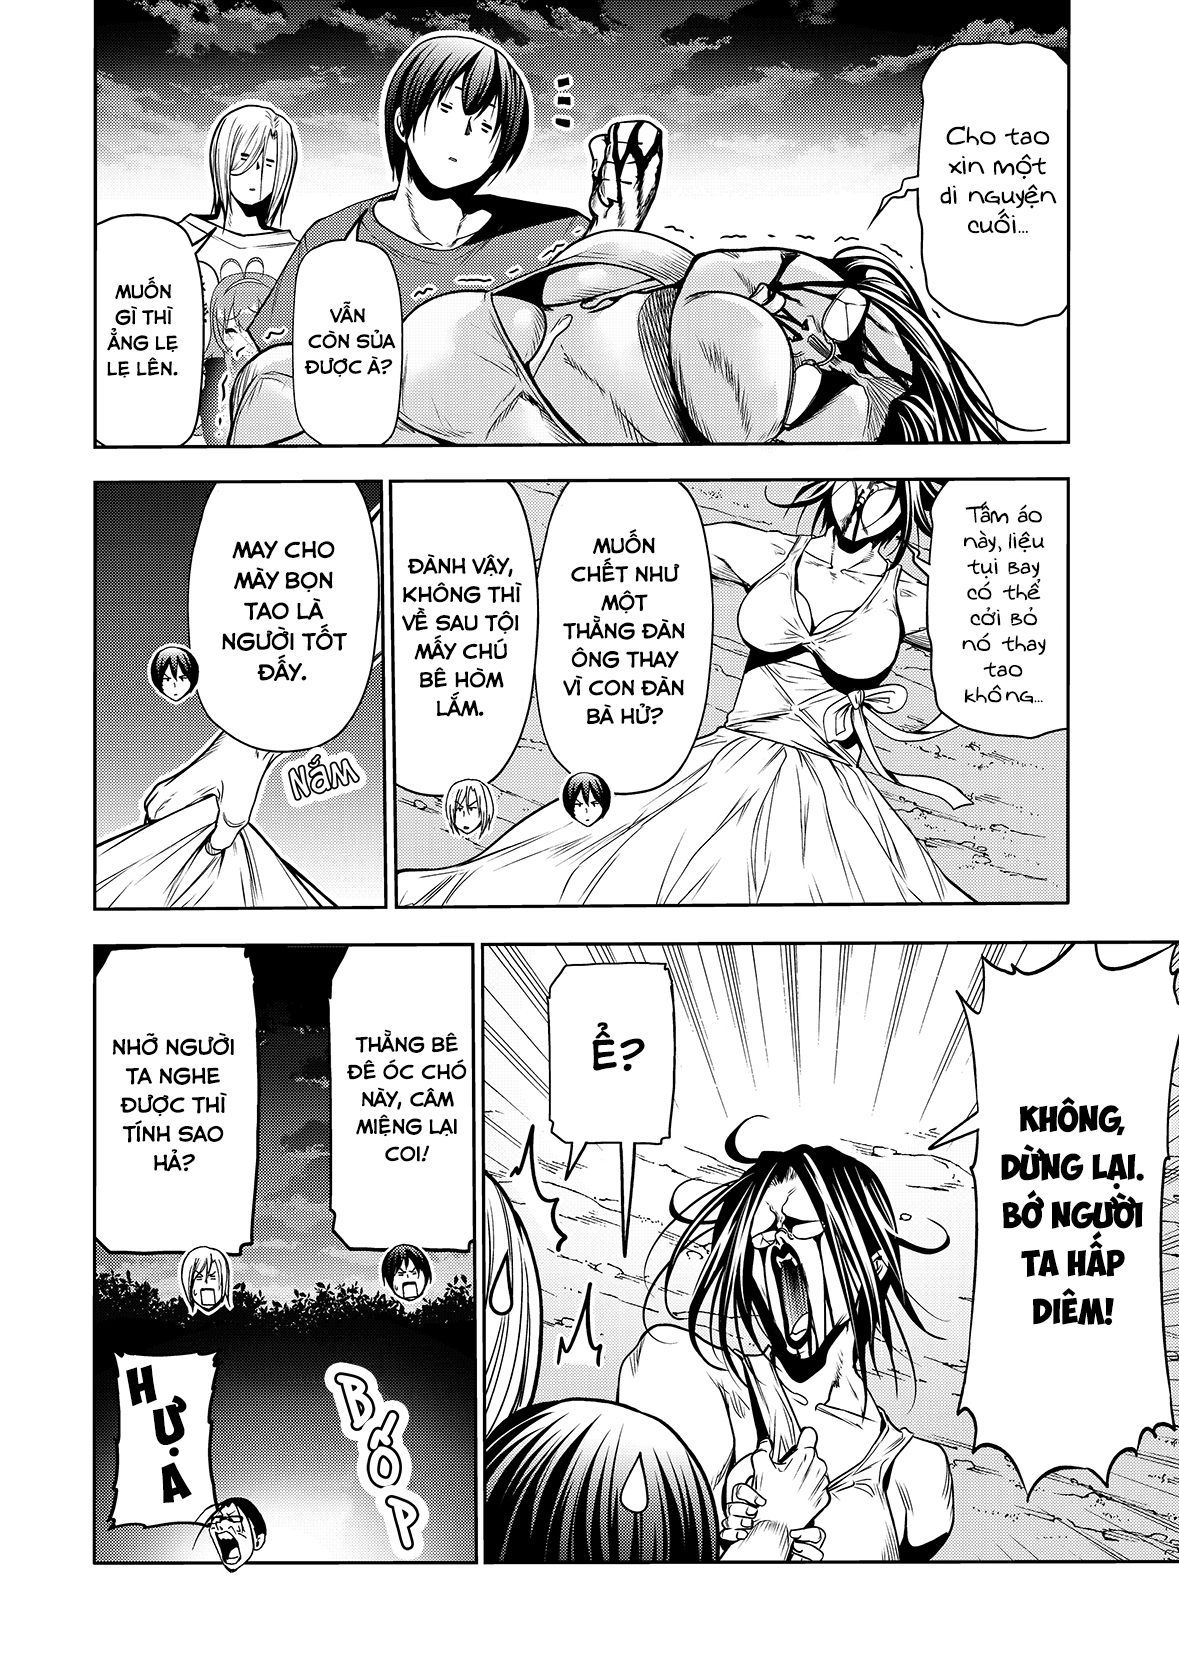 Cho tao
xin một
di nguyện
cuối...
VẪN
CÒN SỦA
ĐƯỢC À?
MUỐN
GÌ THÌ
ẲNG LẸ
LẸ LÊN.
Tấm áo
này, liệu
tụi bay
có thể
cởi bỏ
nó thay
tao
không...
MUỐN
CHẾT NHƯ
MỘT
THẰNG ĐÀN
ÔNG THAY
VÌ CON ĐÀN
BÀ HỬ?
ĐÀNH VẬY,
KHÔNG THÌ
VỀ SAU TỘI
MẤY CHÚ
BÊ HÒM
LẮM.
MAY CHO
MÀY BỌN
TAO LÀ
NGƯỜI TỐT
ĐẤY.
NẮM
KHÔNG,
DỪNG LẠI.
BỚ NGƯỜI
TA HẤP
DIÊM!
Ể?
THẰNG BÊ
ĐÊ ÓC CHÓ
NÀY, CÂM
MIỆNG LẠI
COI!
NHỠ NGƯỜI
TA NGHE
ĐƯỢC THÌ
TÍNH SAO
HẢ?
BỐP
HỰ A